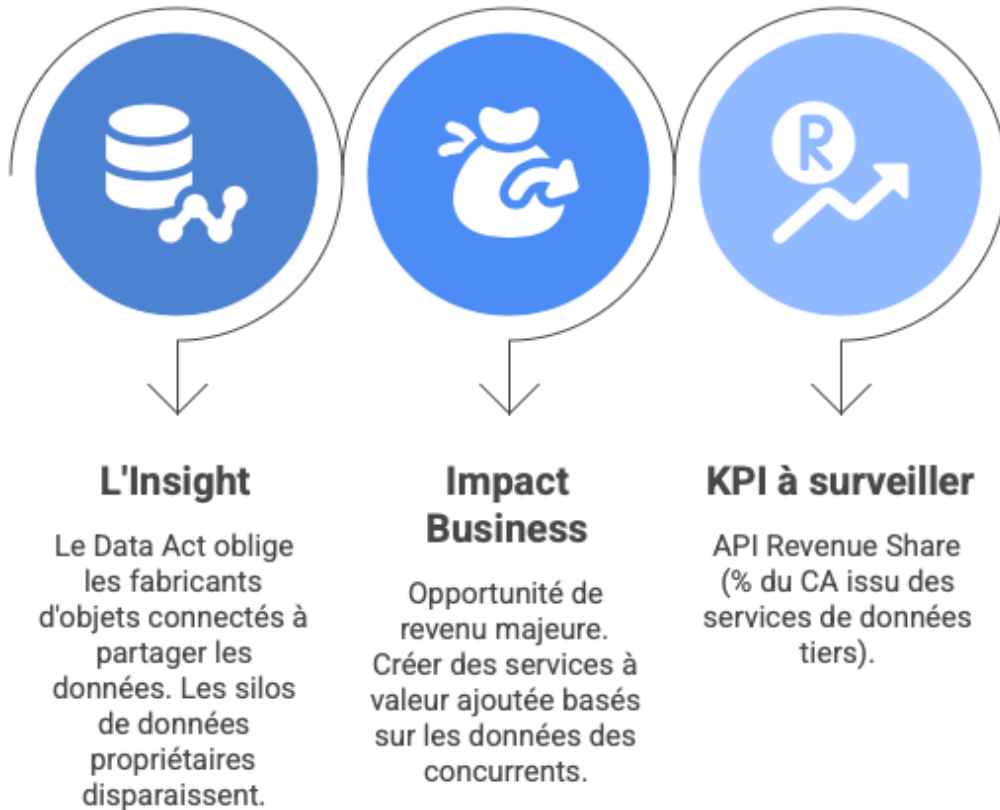 R
L'Insight
Le Data Act oblige
les fabricants
d'objets connectés à
partager les
données. Les silos
de données
propriétaires
disparaissent.
Impact
Business
Opportunité de
revenu majeure.
Créer des services à
valeur ajoutée basés
sur les données des
concurrents.
KPI à surveiller
API Revenue Share
(% du CA issu des
services de données
tiers).